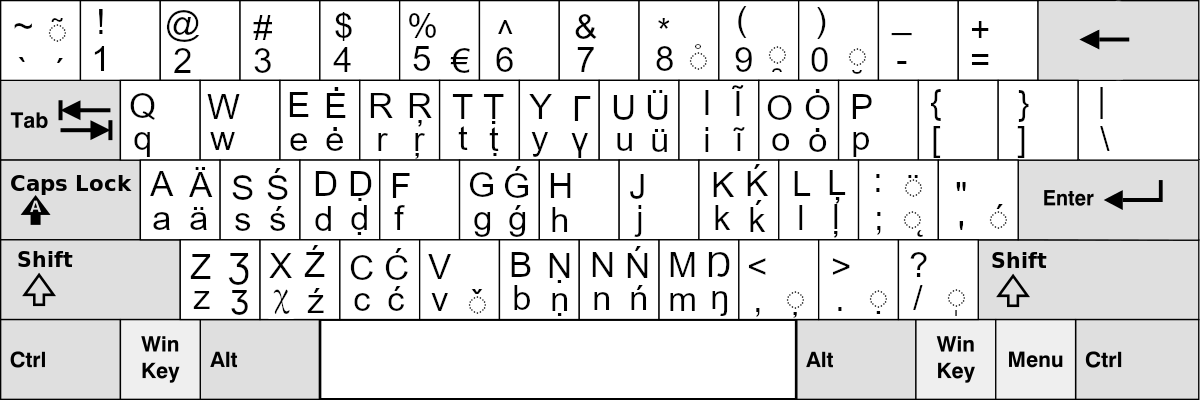 ~ ◌̃ ! @ # $ % ^ & * ( ) _ +
` ´ 1 2 3 4 5 € 6 7 8 ◌̊ 9 ◌̯ 0 ◌̮ - =
Tab Q W E Ė R Ŗ T Ṭ Y Γ U Ü I Ĩ O Ȯ P { } |
q w e ė r ŗ t ṭ y γ u ü i ĩ o ȯ p [ ] \
Caps Lock A Ä S Ś D Ḍ F G Ǵ H J K Ḱ L Ļ : ◌̈ " Enter
A a ä s ś d ḍ f g ǵ h j k ḱ l ļ ; ◌̨ ' ◌́
Shift Z Ʒ X Ź C Ć V B Ṇ N Ń M Ŋ < > ? Shift
z ʒ χ ź c ć v ◌̌ b ṇ n ń m ŋ , ◌̦ . ◌̣ / ◌̩
Ctrl Win Key Alt Alt Win Key Menu Ctrl